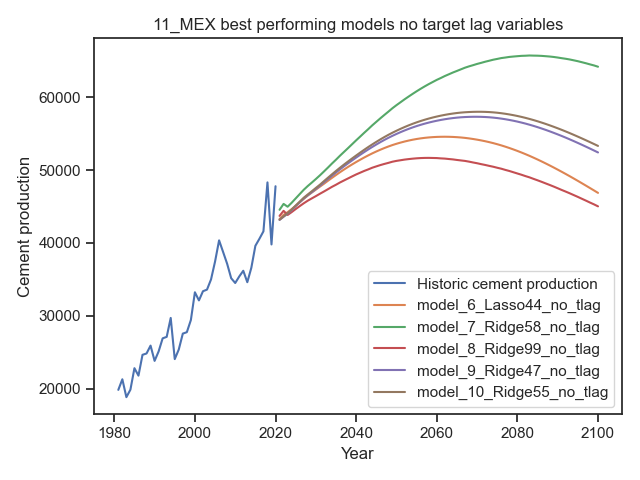 11_MEX best performing models no target lag variables
Cement production
60000
50000
40000
30000
20000
1980
2000
2020
2040
2060
2080
2100
Year
Historic cement production
model_6_Lasso44_no_tlag
model_7_Ridge58_no_tlag
model_8_Ridge99_no_tlag
model_9_Ridge47_no_tlag
model_10_Ridge55_no_tlag